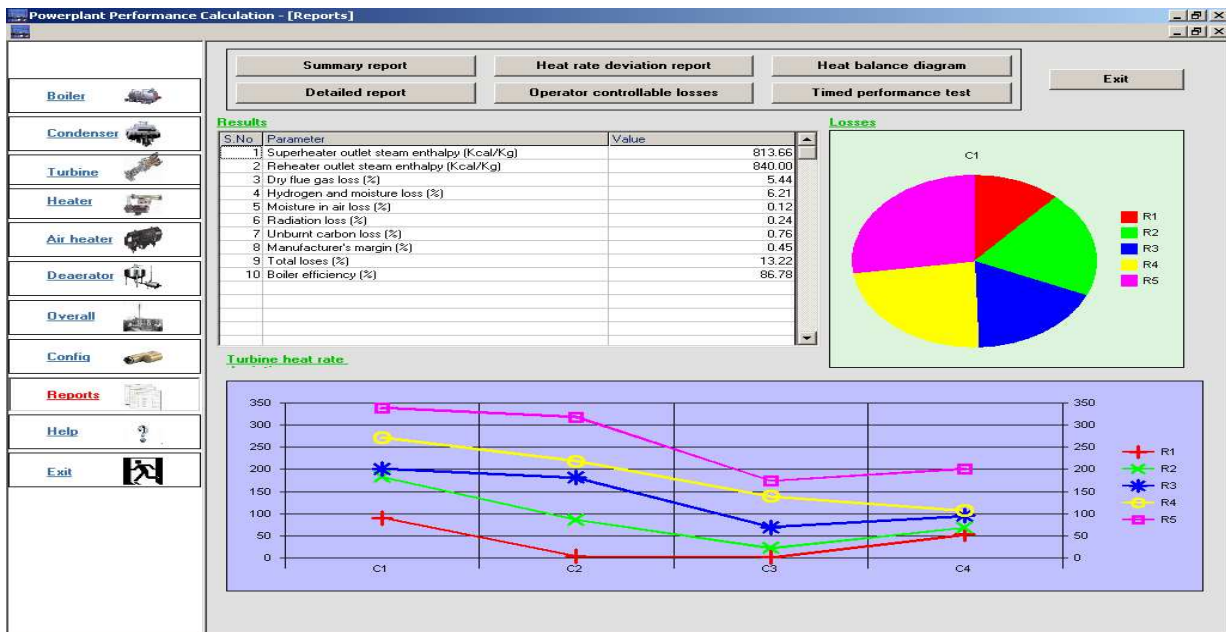 Powerplant Performance Calculation - [Reports]
Boiler
Condenser
Turbine
Heater
Air heater
Deaerator
Overall
Config
Reports
Help
Exit
Summary report
Heat rate deviation report
Heat balance diagram
Detailed report
Operator controllable losses
Timed performance test
Exit
Results
S.No Parameter Value
1 Superheater outlet steam enthalpy (Kcal/Kg) 813.66
2 Reheater outlet steam enthalpy (Kcal/Kg) 840.00
3 Dry flue gas loss (%) 5.44
4 Hydrogen and moisture loss (%) 6.21
5 Moisture in air loss (%) 0.12
6 Radiation loss (%) 0.24
7 Unburnt carbon loss (%) 0.76
8 Manufacturer's margin (%) 0.45
9 Total loses (%) 13.22
10 Boiler efficiency (%) 86.78
Losses
C1
R1
R2
R3
R4
R5
Turbine heat rate
350 350
300 300
250 250
200 200
150 150
100 100
50 50
0 0
C1 C2 C3 C4
R1
R2
R3
R4
R5